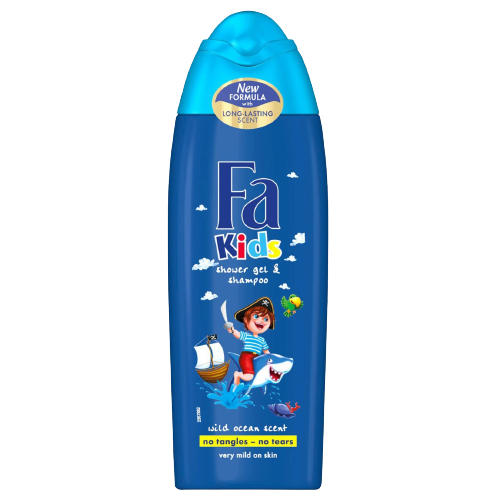 New
FORMULA
with
LONG-LASTING
SCENT
Fa
Kids
shower gel &
shampoo
wild ocean scent
no tangles – no tears
very mild on skin